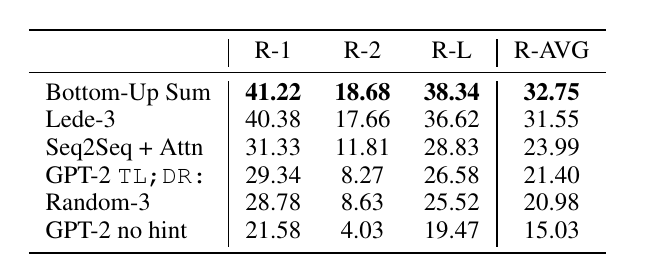 R-1 R-2 R-L R-AVG
Bottom-Up Sum 41.22 18.68 38.34 32.75
Lede-3 40.38 17.66 36.62 31.55
Seq2Seq + Attn 31.33 11.81 28.83 23.99
GPT-2 TL;DR: 29.34 8.27 26.58 21.40
Random-3 28.78 8.63 25.52 20.98
GPT-2 no hint 21.58 4.03 19.47 15.03